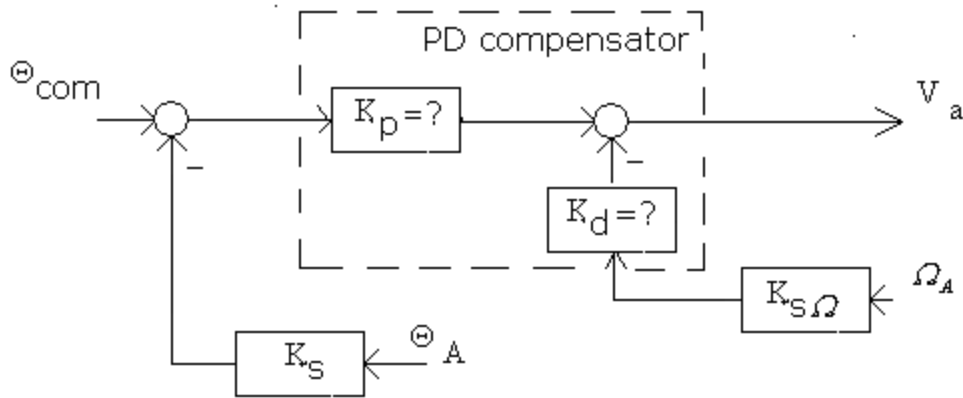 PD compensator
Θcom
Kp=?
Va
−
−
Kd=?
KsΩ
ΩA
Ks
ΘA